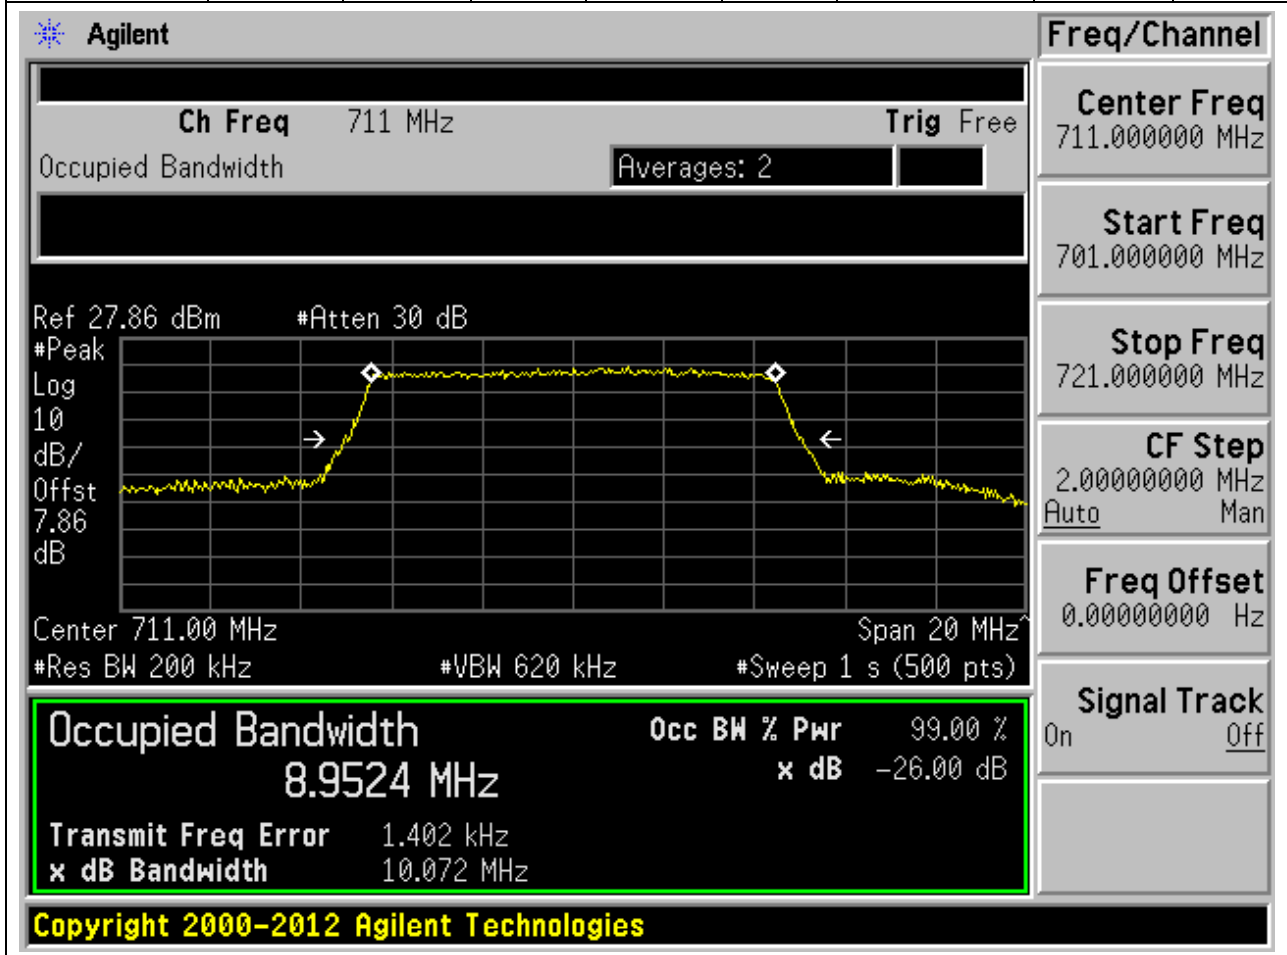 Agilent
Freq/Channel
Ch Freq 711 MHz Trig Free
Occupied Bandwidth Averages: 2
Center Freq
711.000000 MHz
Start Freq
701.000000 MHz
Stop Freq
721.000000 MHz
CF Step
2.00000000 MHz
Auto Man
Freq Offset
0.00000000 Hz
Signal Track
On Off
Ref 27.86 dBm #Atten 30 dB
#Peak
Log
10
dB/
Offst
7.86
dB
Center 711.00 MHz Span 20 MHz^
#Res BW 200 kHz #VBW 620 kHz #Sweep 1 s (500 pts)
Occupied Bandwidth
8.9524 MHz
Occ BW % Pwr 99.00 %
x dB -26.00 dB
Transmit Freq Error 1.402 kHz
x dB Bandwidth 10.072 MHz
Copyright 2000-2012 Agilent Technologies